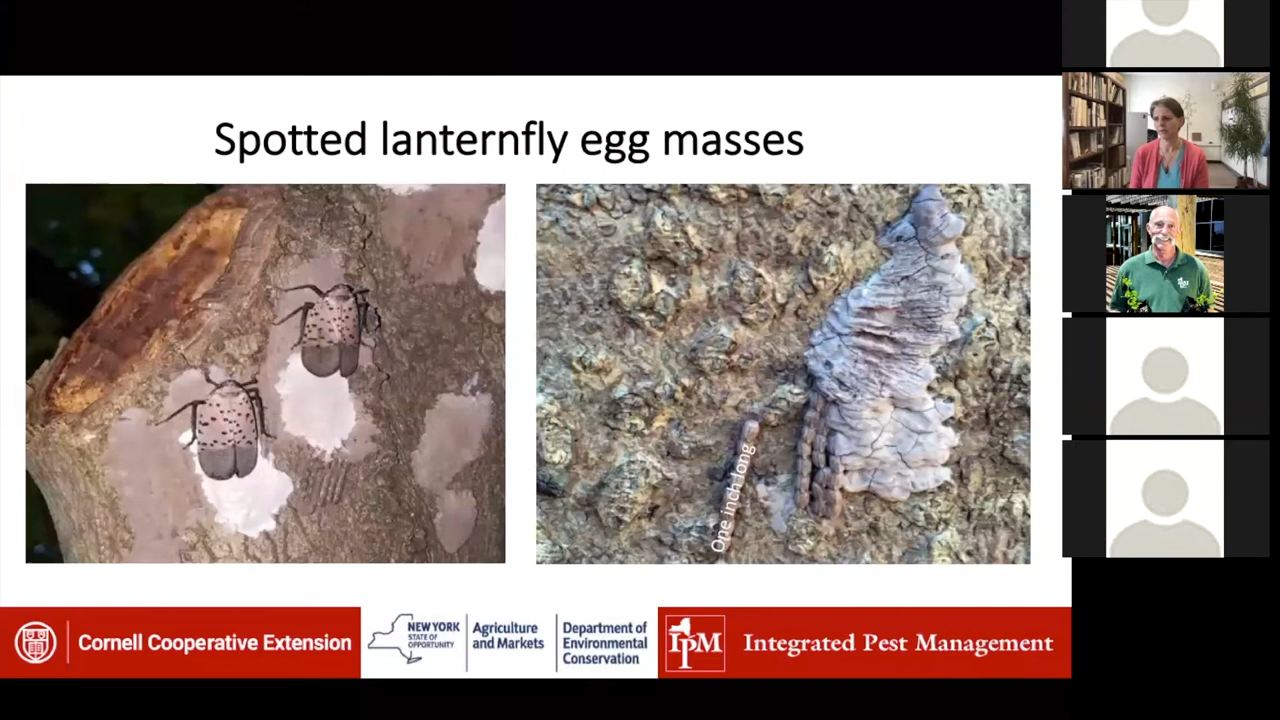 Spotted lanternfly egg masses
One inch long
Cornell Cooperative Extension
NEW YORK
STATE OF
OPPORTUNITY
Agriculture
and Markets
Department of
Environmental
Conservation
IPM
Integrated Pest Management